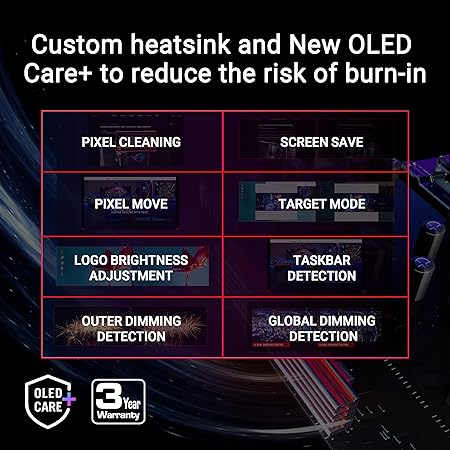 Custom heatsink and New OLED
Care+ to reduce the risk of burn-in
PIXEL CLEANING
SCREEN SAVE
PIXEL MOVE
TARGET MODE
LOGO BRIGHTNESS
ADJUSTMENT
TASKBAR
DETECTION
OUTER DIMMING
DETECTION
GLOBAL DIMMING
DETECTION
OLED
CARE+
3 Year
Warranty